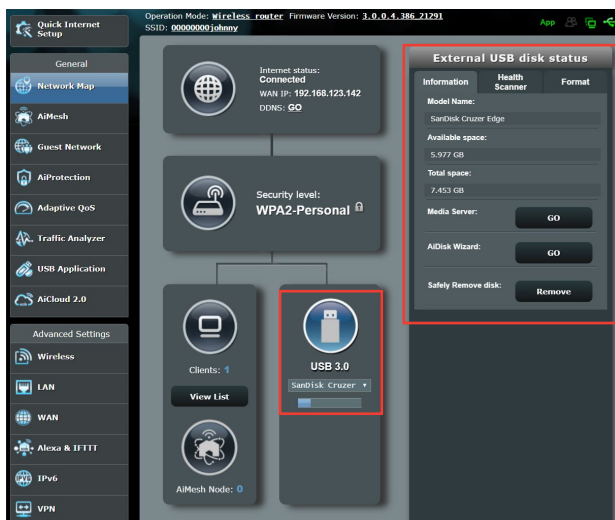 Operation Mode: Wireless router Firmware Version: 3.0.0.4.386_21291
SSID: 00000000johnny
App
Quick Internet
Setup
General
Network Map
AiMesh
Guest Network
AiProtection
Adaptive QoS
Traffic Analyzer
USB Application
AiCloud 2.0
Advanced Settings
Wireless
LAN
WAN
Alexa & IFTTT
IPv6
VPN
Internet status:
Connected
WAN IP: 192.168.123.142
DDNS: GO
Security level:
WPA2-Personal
Clients: 1
View List
AiMesh Node: 0
USB 3.0
SanDisk Cruzer
External USB disk status
Information
Health
Scanner
Format
Model Name:
SanDisk Cruzer Edge
Available space:
5.977 GB
Total space:
7.453 GB
Media Server:
GO
AiDisk Wizard:
GO
Safely Remove
disk:
Remove